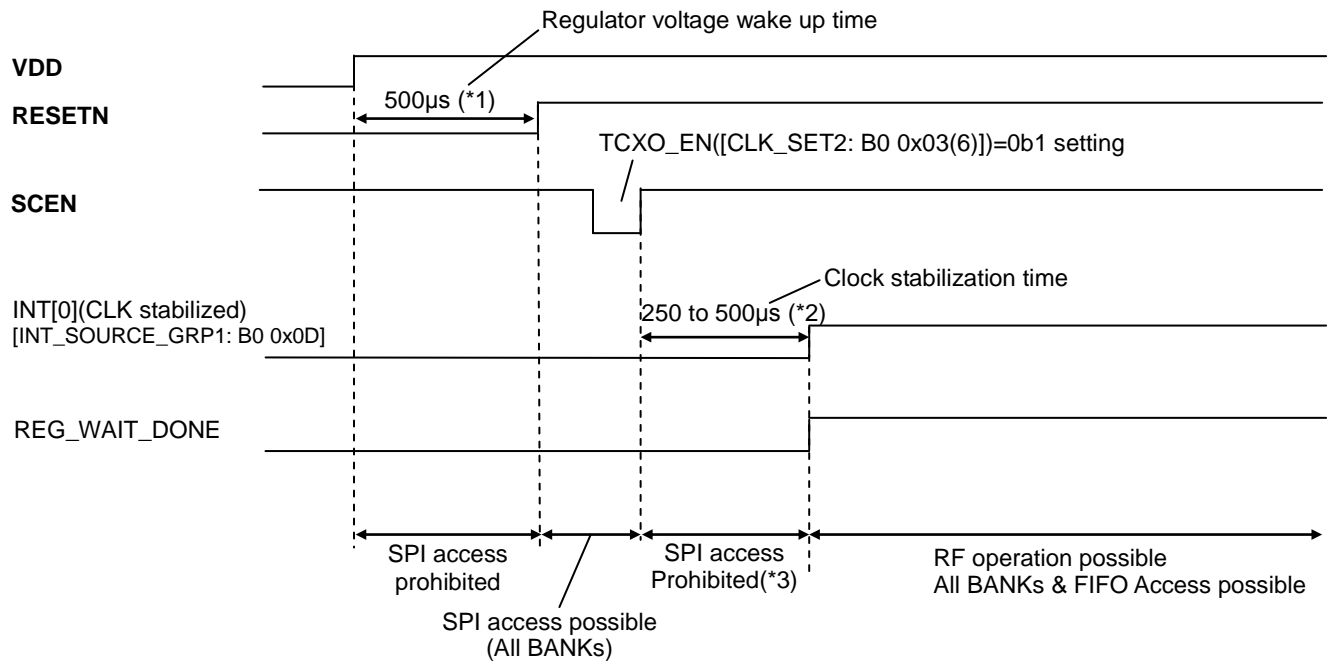 Regulator voltage wake up time
VDD
500µs (*1)
RESETN
TCXO_EN([CLK_SET2: B0 0x03(6)])=0b1 setting
SCEN
Clock stabilization time
INT[0](CLK stabilized)
250 to 500µs (*2)
[INT_SOURCE_GRP1: B0 0x0D]
REG_WAIT_DONE
SPI access
prohibited
SPI access possible
(All BANKs)
SPI access
Prohibited(*3)
RF operation possible
All BANKs & FIFO Access possible